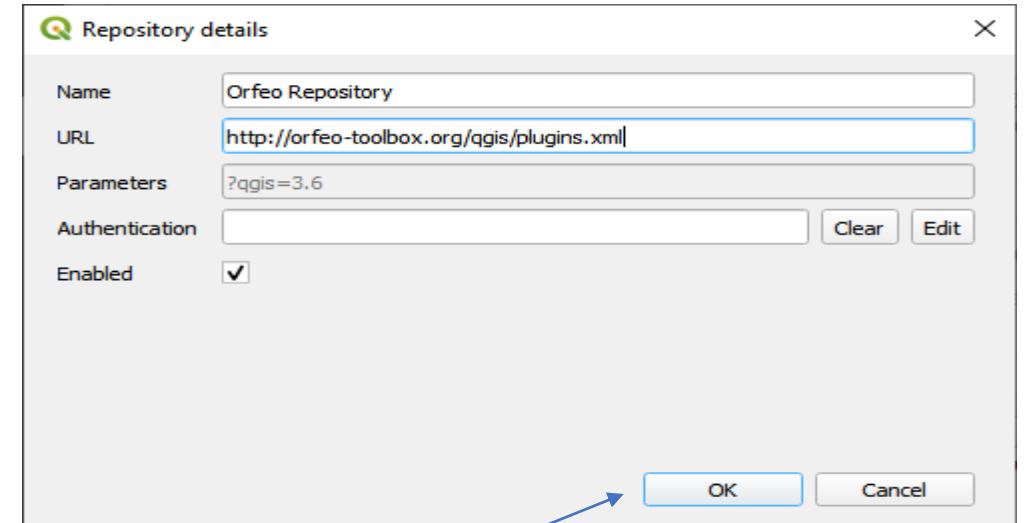 Repository details
Name Orfeo Repository
URL http://orfeo-toolbox.org/qgis/plugins.xml
Parameters ?qgis=3.6
Authentication Clear Edit
Enabled
OK Cancel